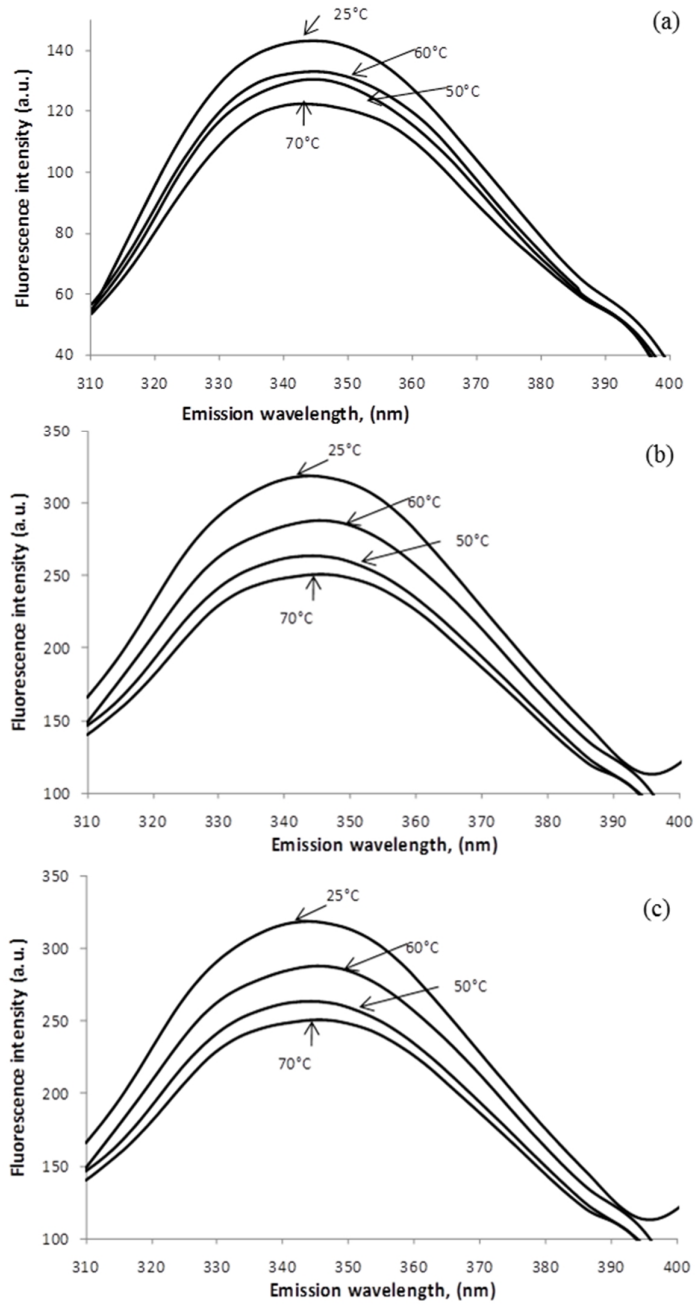 (a)
25°C
60°C
50°C
70°C
Fluorescence intensity (a.u.)
140
120
100
80
60
40
310 320 330 340 350 360 370 380 390 400
Emission wavelength, (nm)
(b)
25°C
60°C
50°C
70°C
Fluorescence intensity (a.u.)
350
300
250
200
150
100
310 320 330 340 350 360 370 380 390 400
Emission wavelength, (nm)
(c)
25°C
60°C
50°C
70°C
Fluorescence intensity (a.u.)
350
300
250
200
150
100
310 320 330 340 350 360 370 380 390 400
Emission wavelength, (nm)